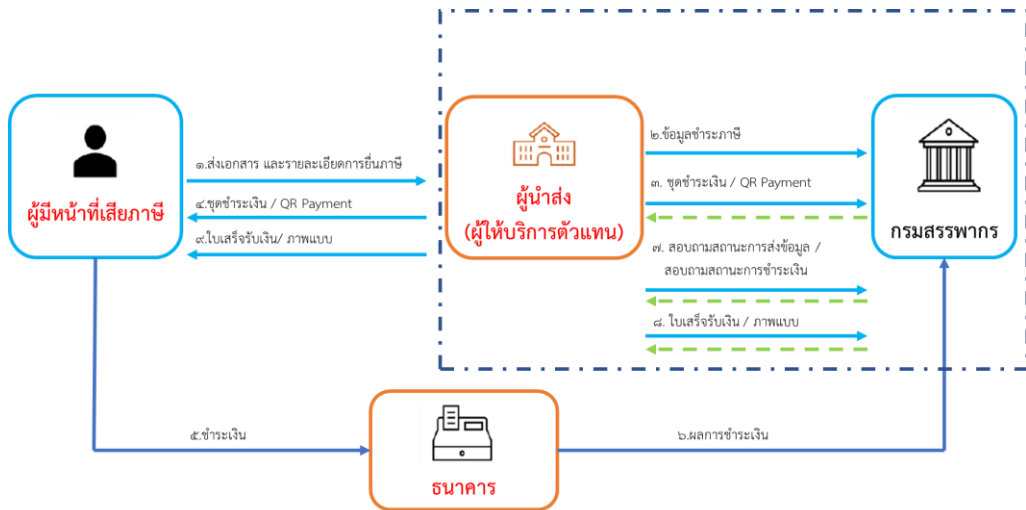 ๑.ส่งเอกสาร และรายละเอียดการยื่นภาษี
ผู้มีหน้าที่เสียภาษี
๔.ชุดชำระเงิน / QR Payment
๙.ใบเสร็จรับเงิน/ ภาพแบบ
ผู้นำส่ง
(ผู้ให้บริการตัวแทน)
๒.ข้อมูลชำระภาษี
๓. ชุดชำระเงิน / QR Payment
๗. สอบถามสถานะการส่งข้อมูล /
สอบถามสถานะการชำระเงิน
๘. ใบเสร็จรับเงิน / ภาพแบบ
กรมสรรพากร
๕.ชำระเงิน
๖.ผลการชำระเงิน
ธนาคาร